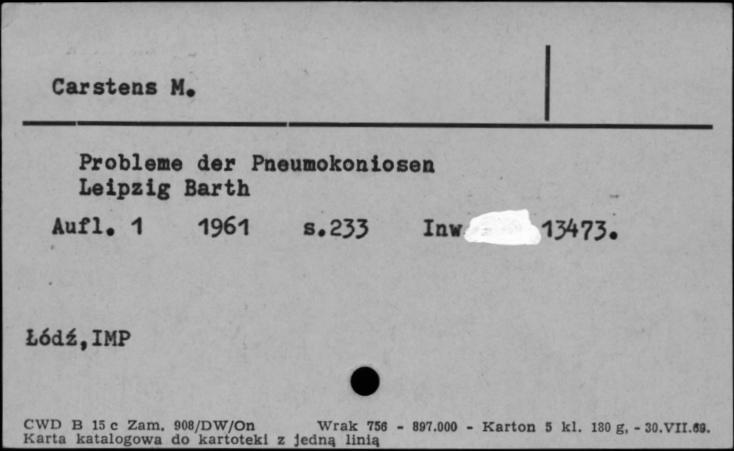 Carstens M.
Probleme der Pneumokoniosen
Leipzig Barth
Aufl. 1 1961 s.233 Inw 13473.
Łódź,IMP
CWD B 15 c Zam. 908/DW/On Wrak 756 - 897.000 - Karton 5 kl. 180 g, - 30.VII.69.
Karta katalogowa do kartoteki z jedną linią